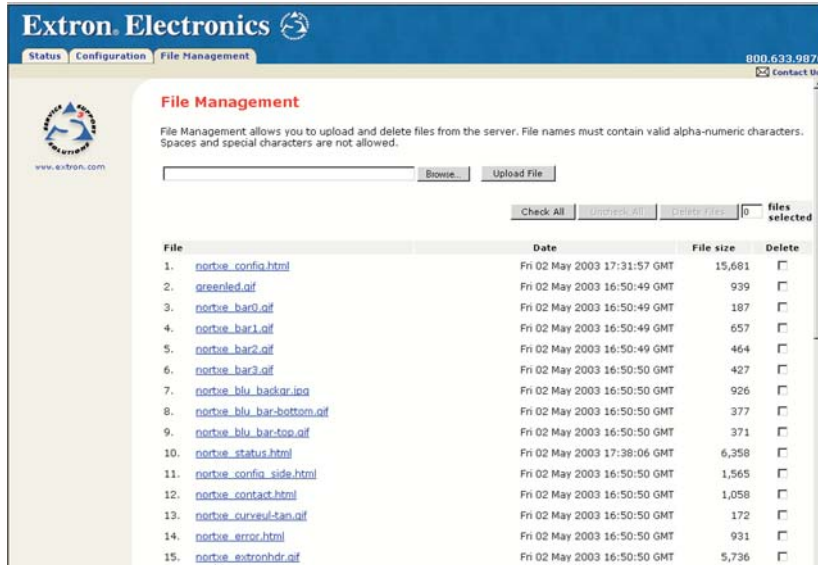 Extron. Electronics
Status Configuration File Management
800.633.987
Contact U
SERVICE SUPPORT SOLUTIONS
www.extron.com
File Management
File Management allows you to upload and delete files from the server. File names must contain valid alpha-numeric characters.
Spaces and special characters are not allowed.
Browse... Upload File
Check All Uncheck All Delete Files 0 files selected
File Date File size Delete
1. nortxe_config.html Fri 02 May 2003 17:31:57 GMT 15,681
2. greenled.gif Fri 02 May 2003 16:50:49 GMT 939
3. nortxe_bar0.gif Fri 02 May 2003 16:50:49 GMT 187
4. nortxe_bar1.gif Fri 02 May 2003 16:50:49 GMT 657
5. nortxe_bar2.gif Fri 02 May 2003 16:50:49 GMT 464
6. nortxe_bar3.gif Fri 02 May 2003 16:50:50 GMT 427
7. nortxe_blu_backgr.jpg Fri 02 May 2003 16:50:50 GMT 926
8. nortxe_blu_bar-bottom.gif Fri 02 May 2003 16:50:50 GMT 377
9. nortxe_blu_bar-top.gif Fri 02 May 2003 16:50:50 GMT 371
10. nortxe_status.html Fri 02 May 2003 17:38:06 GMT 6,358
11. nortxe_config_side.html Fri 02 May 2003 16:50:50 GMT 1,565
12. nortxe_contact.html Fri 02 May 2003 16:50:50 GMT 1,058
13. nortxe_curveul-tan.gif Fri 02 May 2003 16:50:50 GMT 172
14. nortxe_error.html Fri 02 May 2003 16:50:50 GMT 931
15. nortxe_extronhdr.gif Fri 02 May 2003 16:50:50 GMT 5,736